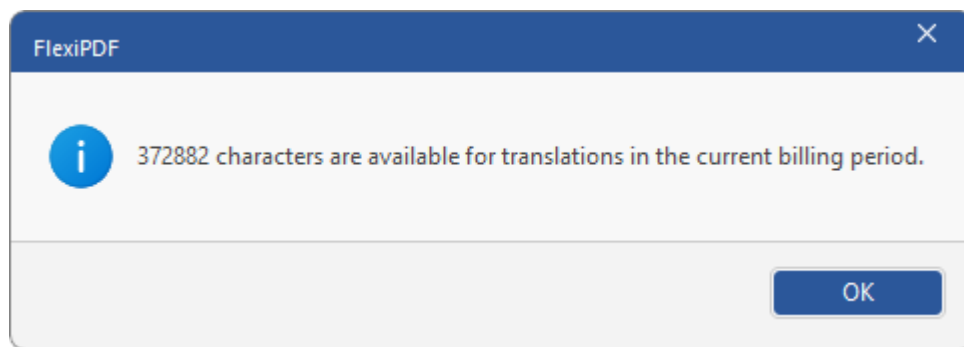 FlexiPDF
372882 characters are available for translations in the current billing period.
OK